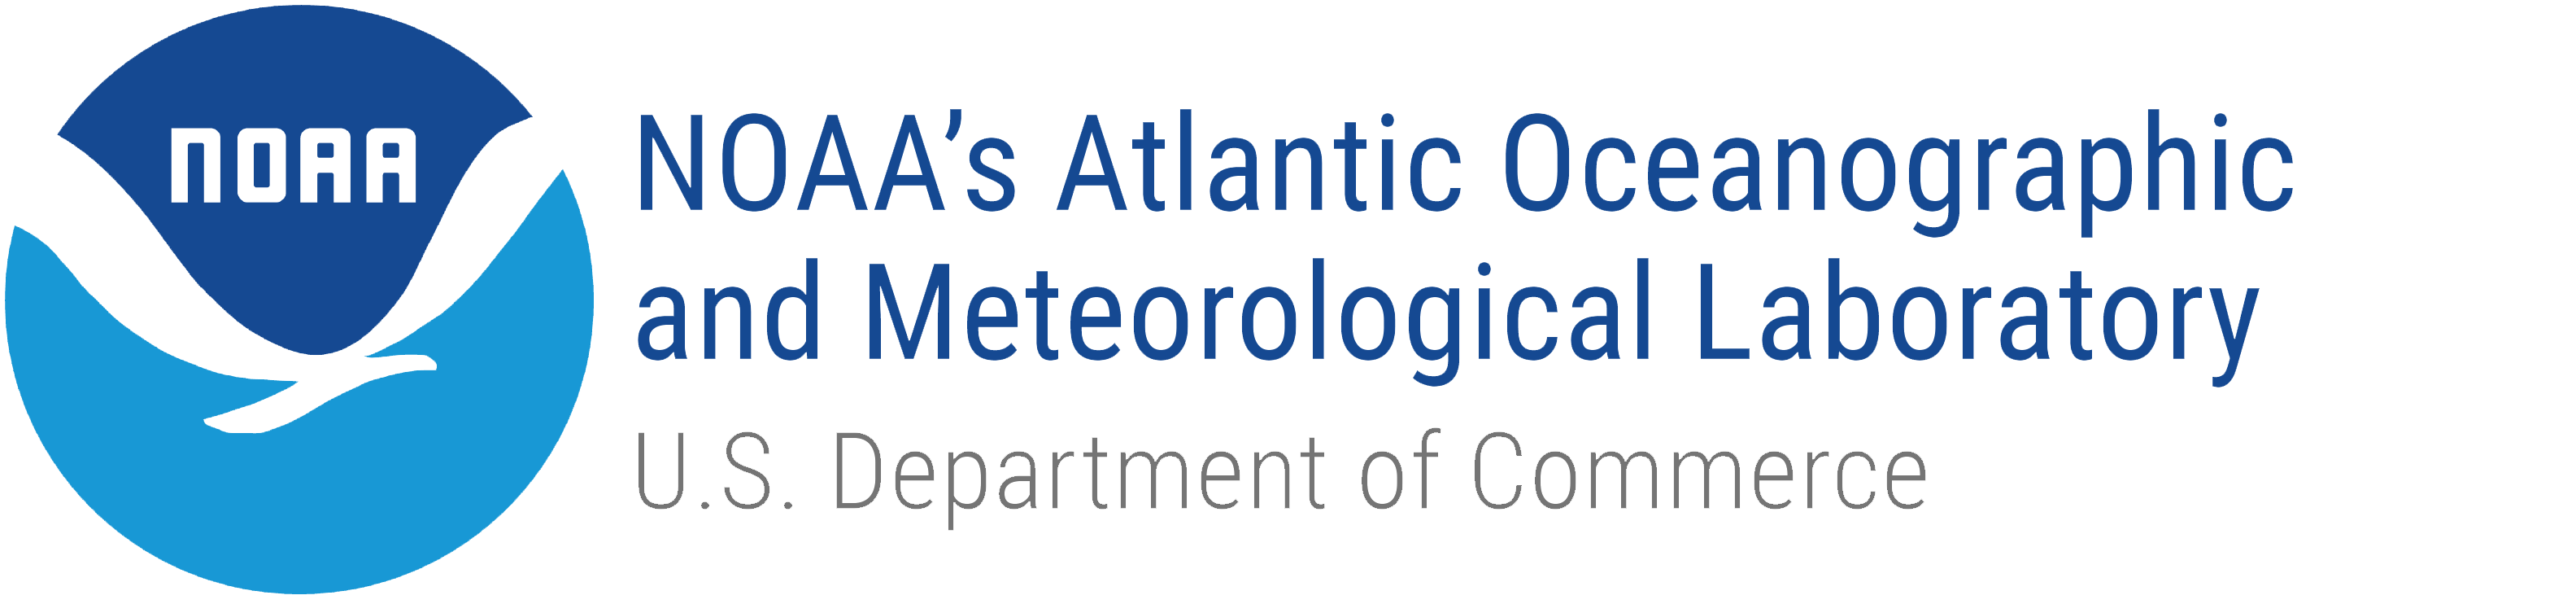 NOAA
NOAA’s Atlantic Oceanographic
and Meteorological Laboratory
U.S. Department of Commerce